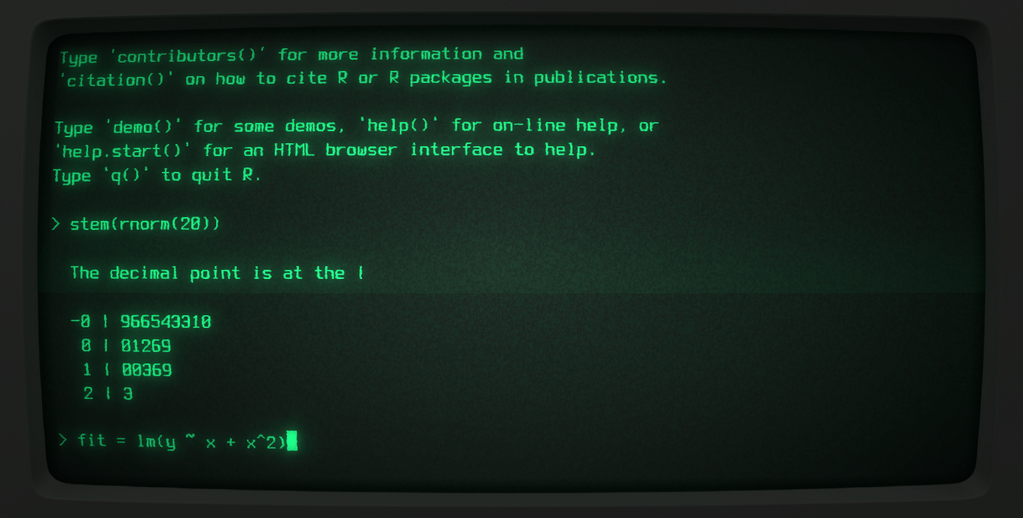 Type 'contributors()' for more information and
'citation()' on how to cite R or R packages in publications.
Type 'demo()' for some demos, 'help()' for on-line help, or
'help.start()' for an HTML browser interface to help.
Type 'q()' to quit R.
> stem(rnorm(20))
The decimal point is at the |
-0 | 966543310
0 | 01269
1 | 00369
2 | 3
> fit = lm(y ~ x + x^2)